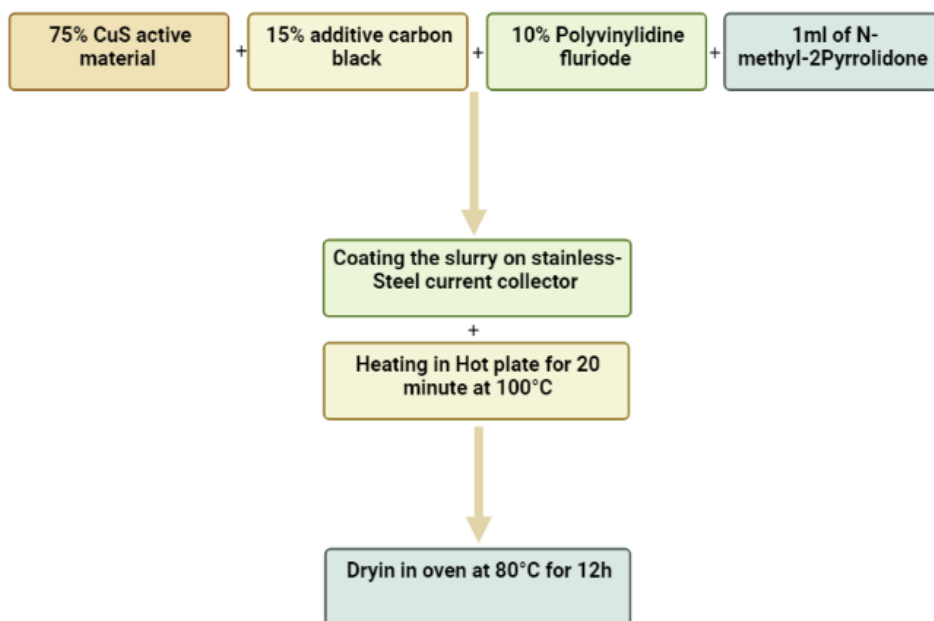 75% CuS active
material
+
15% additive carbon
black
+
10% Polyvinylidine
fluriode
+
1ml of N-
methyl-2Pyrrolidone
Coating the slurry on stainless-
Steel current collector
+
Heating in Hot plate for 20
minute at 100°C
Dryin in oven at 80°C for 12h